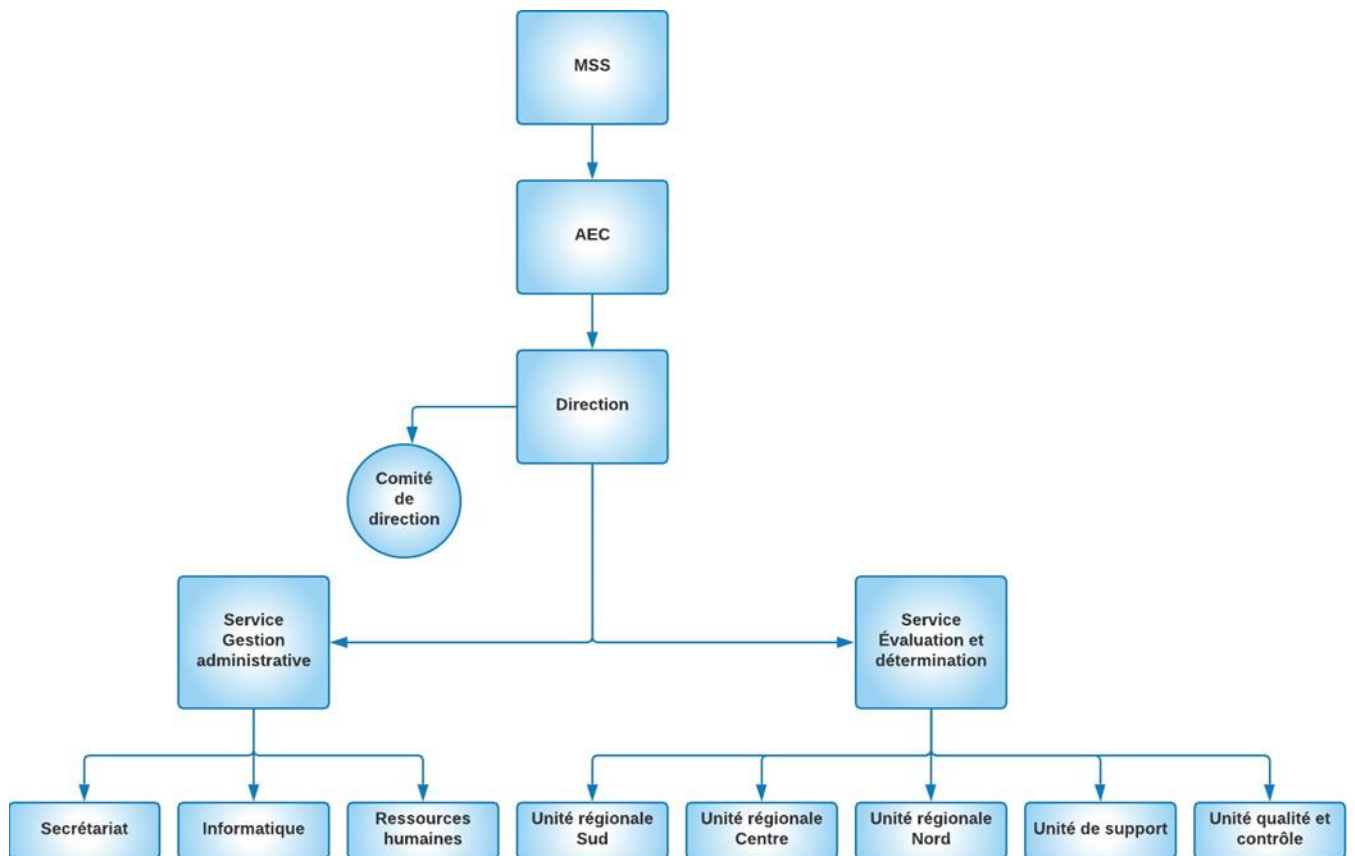 MSS
AEC
Direction
Comité
de
direction
Service
Gestion
administrative
Service
Évaluation et
détermination
Secrétariat
Informatique
Ressources
humaines
Unité régionale
Sud
Unité régionale
Centre
Unité régionale
Nord
Unité de support
Unité qualité et
contrôle